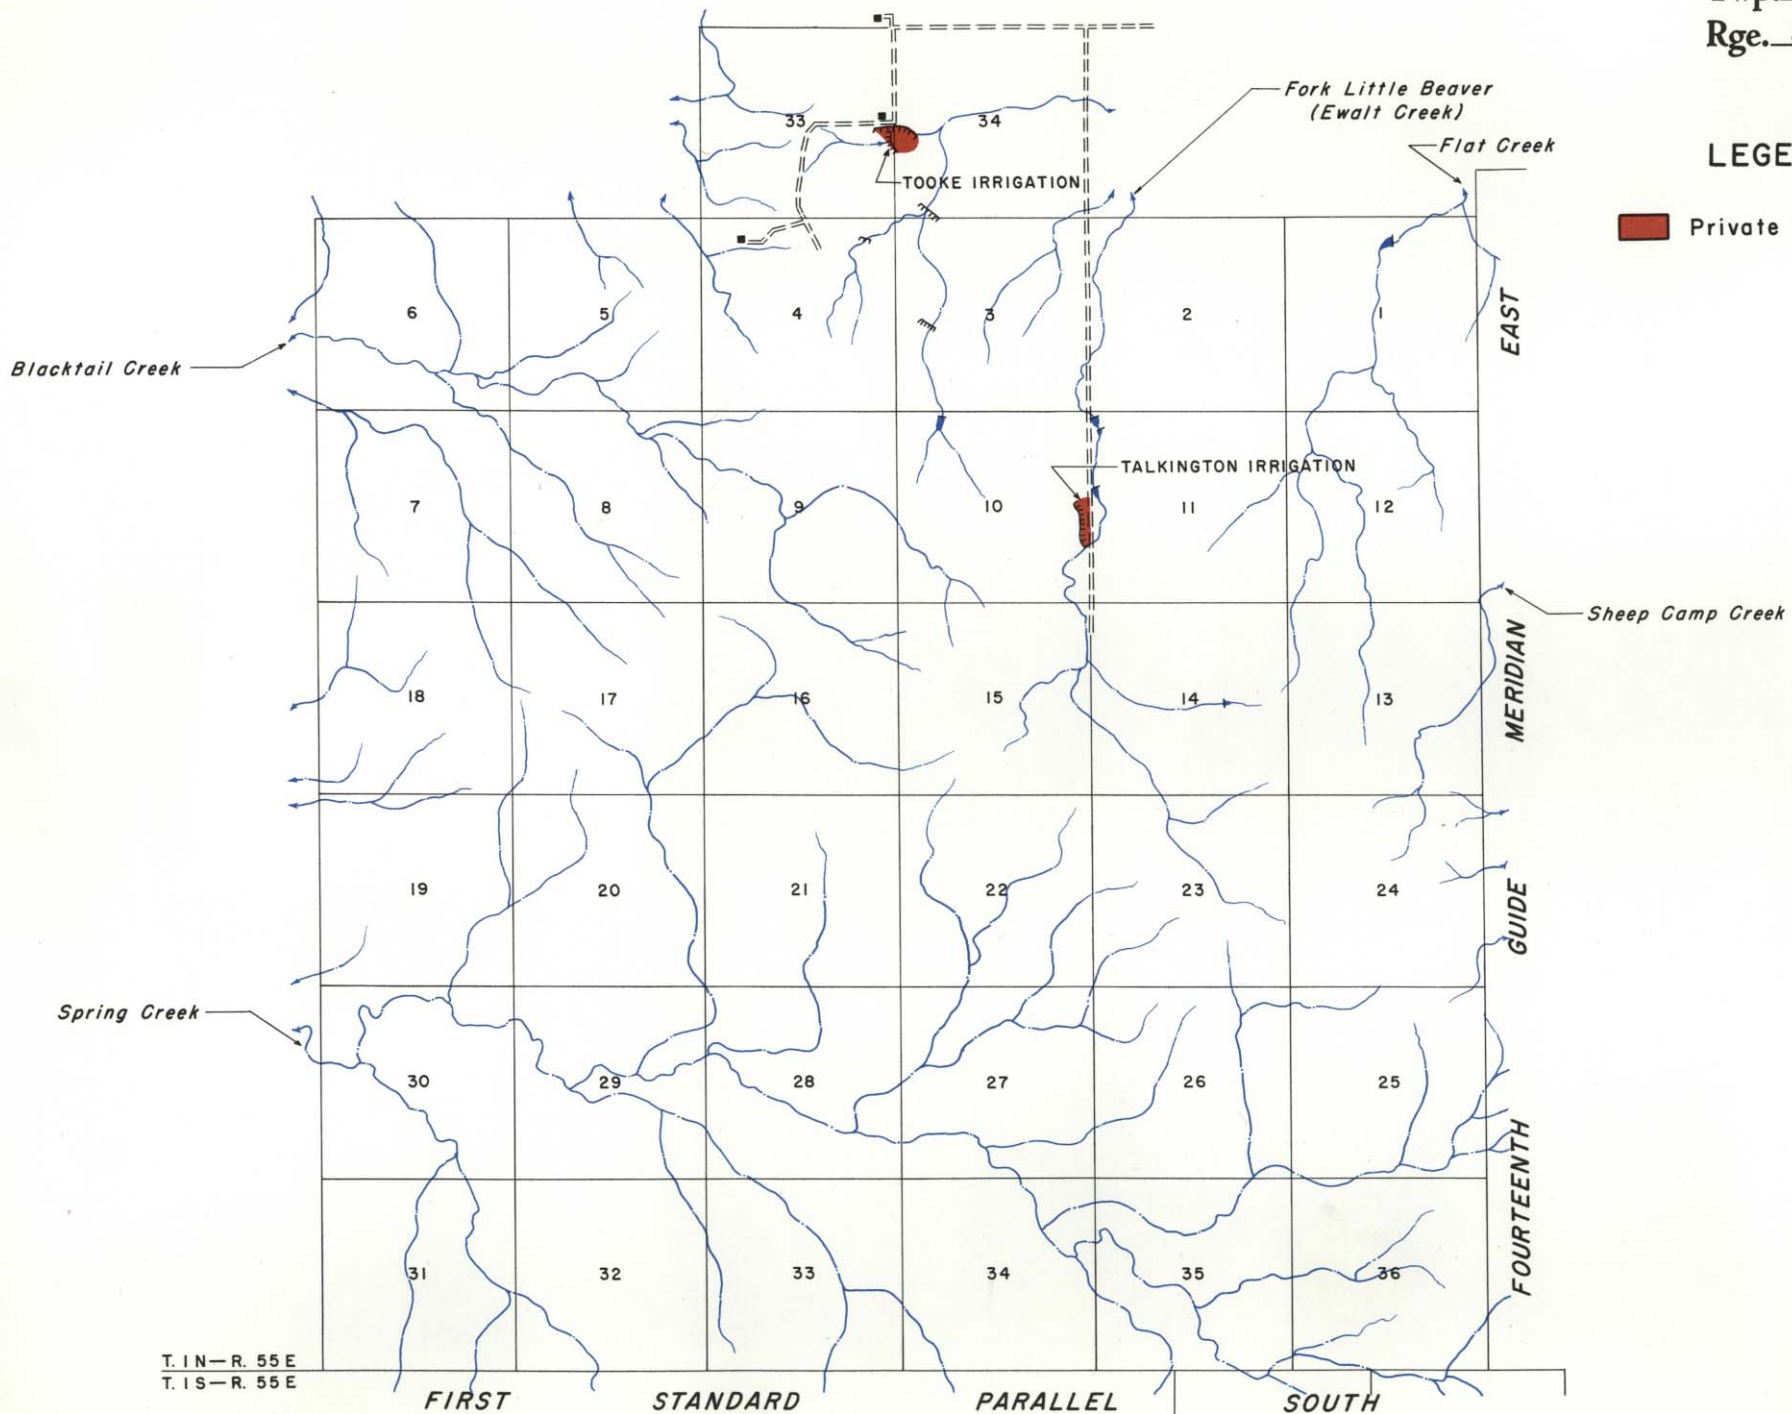 Rge.
33
34
Fork Little Beaver
(Ewalt Creek)
Flat Creek
LEGE
TOOKE IRRIGATION
Private
6
5
4
3
2
1
EAST
Blacktail Creek
TALKINGTON IRRIGATION
7
8
9
10
11
12
Sheep Camp Creek
18
17
16
15
14
13
MERIDIAN
19
20
21
22
23
24
GUIDE
Spring Creek
30
29
28
27
26
25
FOURTEENTH
31
32
33
34
35
36
T. 1 N—R. 55 E
T. 1 S—R. 55 E
FIRST STANDARD PARALLEL SOUTH